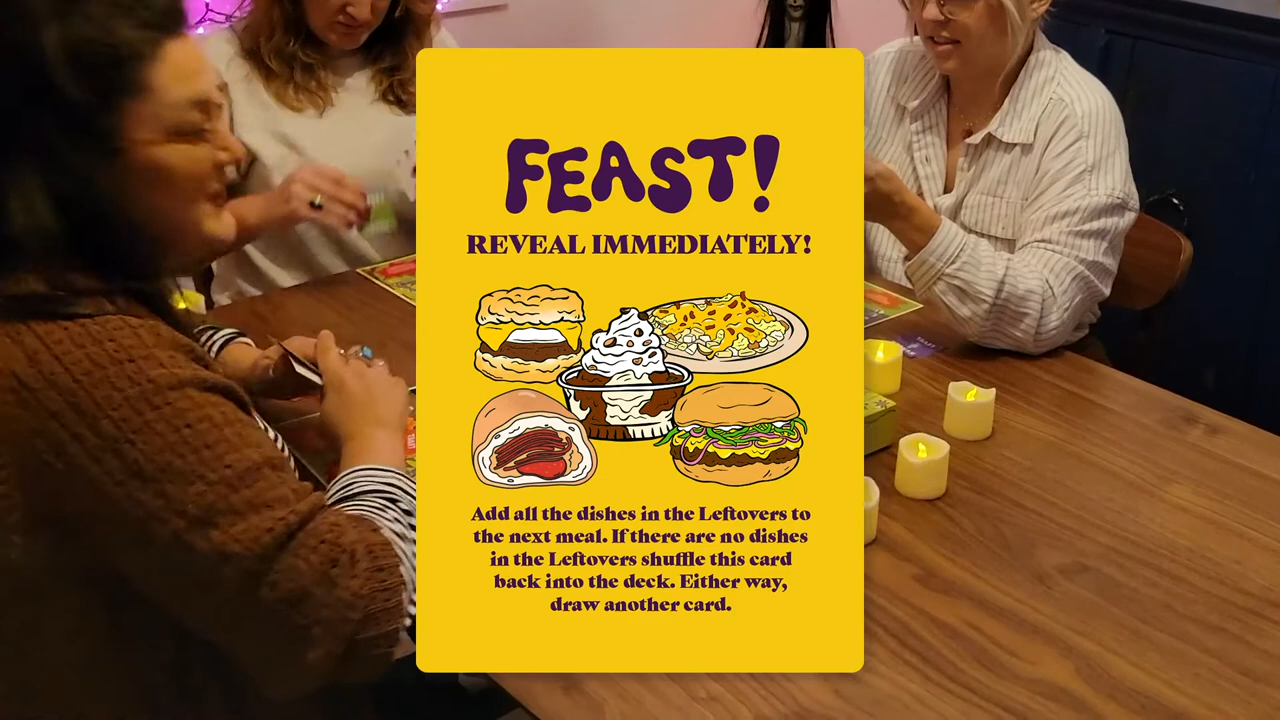 FEAST!
REVEAL IMMEDIATELY!
Add all the dishes in the Leftovers to
the next meal. If there are no dishes
in the Leftovers shuffle this card
back into the deck. Either way,
draw another card.